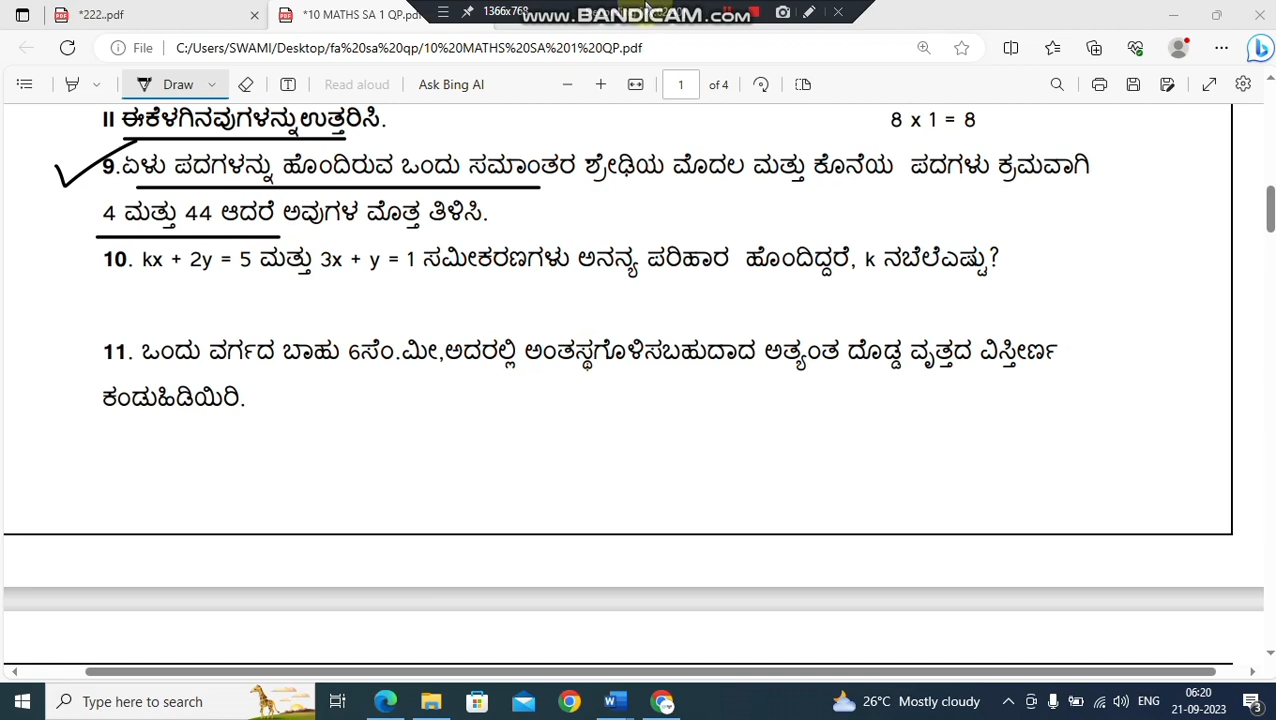 *222..pdf
*10 MATHS SA 1 QP.pdf
1366x768
www.BANDICAM.com
File C:/Users/SWAMI/Desktop/fa%20sa%20qp/10%20MATHS%20SA%201%20QP.pdf
Draw
Read aloud
Ask Bing AI
1 of 4
II ಈಕೆಳಗಿನವುಗಳನ್ನುಉತ್ತರಿಸಿ. 8 x 1 = 8
9.ಏಳು ಪದಗಳನ್ನು ಹೊಂದಿರುವ ಒಂದು ಸಮಾಂತರ ಶ್ರೇಢಿಯ ಮೊದಲ ಮತ್ತು ಕೊನೆಯ ಪದಗಳು ಕ್ರಮವಾಗಿ
4 ಮತ್ತು 44 ಆದರೆ ಅವುಗಳ ಮೊತ್ತ ತಿಳಿಸಿ.
10. kx + 2y = 5 ಮತ್ತು 3x + y = 1 ಸಮೀಕರಣಗಳು ಅನನ್ಯ ಪರಿಹಾರ ಹೊಂದಿದ್ದರೆ, k ನಬೆಲೆಎಷ್ಟು?
11. ಒಂದು ವರ್ಗದ ಬಾಹು 6ಸೆಂ.ಮೀ,ಅದರಲ್ಲಿ ಅಂತಸ್ಥಗೊಳಿಸಬಹುದಾದ ಅತ್ಯಂತ ದೊಡ್ಡ ವೃತ್ತದ ವಿಸ್ತೀರ್ಣ
ಕಂಡುಹಿಡಿಯಿರಿ.
Type here to search
26°C Mostly cloudy
ENG
06:20
21-09-2023
3